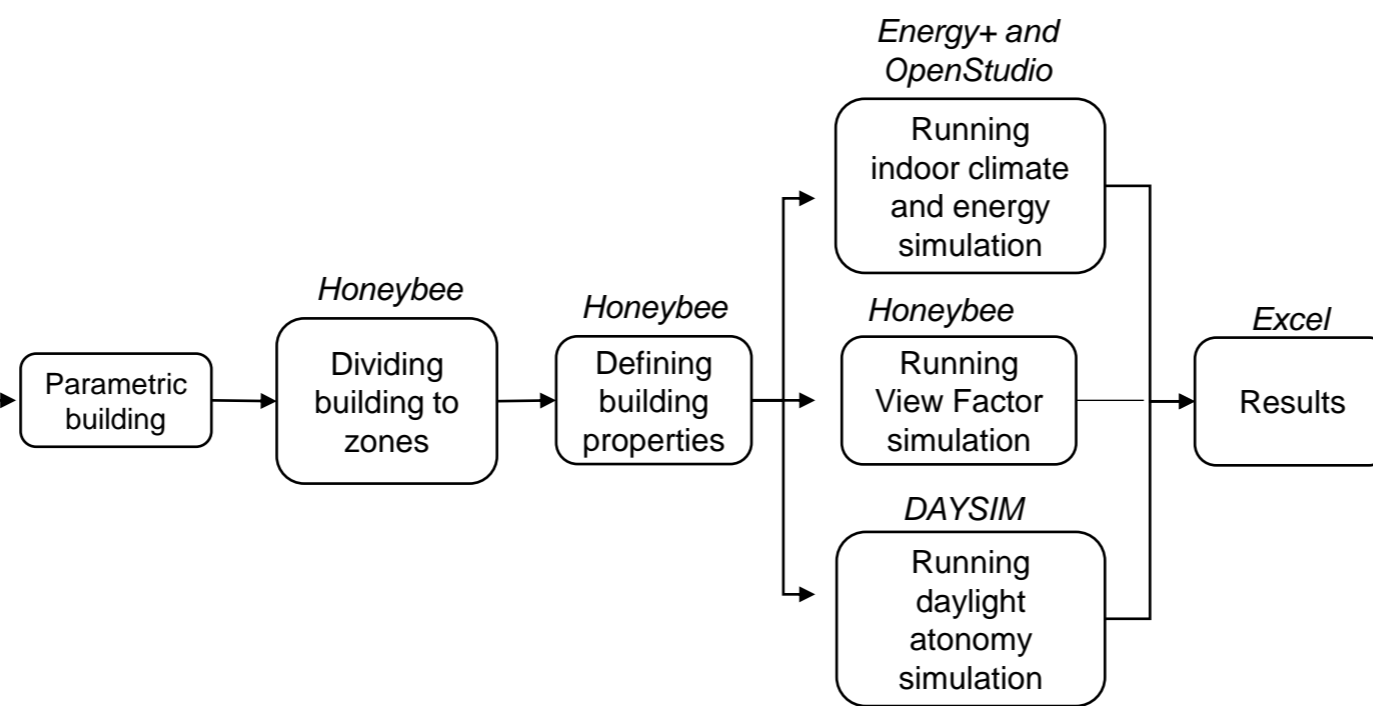 Parametric
building
Honeybee
Dividing
building to
zones
Honeybee
Defining
building
properties
Energy+ and
OpenStudio
Running
indoor climate
and energy
simulation
Honeybee
Running
View Factor
simulation
DAYSIM
Running
daylight
atonomy
simulation
Excel
Results